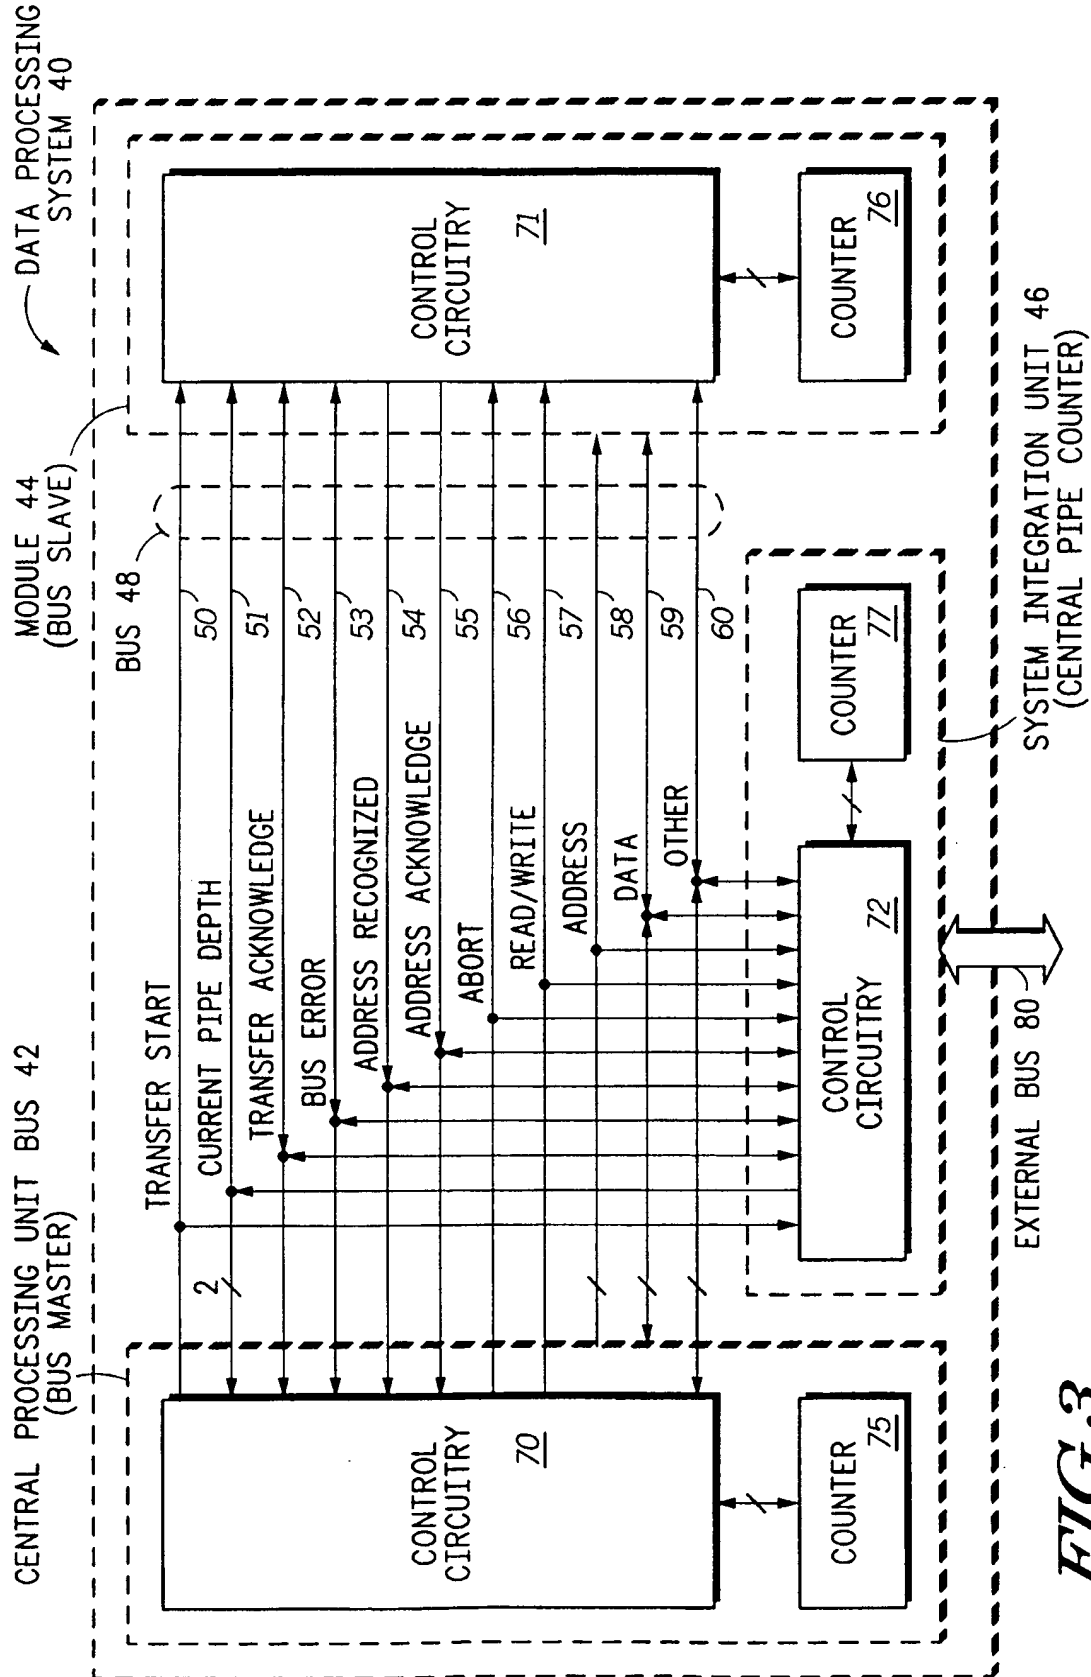 DATA PROCESSING
SYSTEM 40
CENTRAL PROCESSING UNIT BUS 42
(BUS MASTER)
MODULE 44
(BUS SLAVE)
BUS 48
TRANSFER START
50
2
CURRENT PIPE DEPTH
51
TRANSFER ACKNOWLEDGE
52
BUS ERROR
53
ADDRESS RECOGNIZED
54
ADDRESS ACKNOWLEDGE
55
ABORT
56
READ/WRITE
57
ADDRESS
58
DATA
59
OTHER
60
CONTROL
CIRCUITRY
70
CONTROL
CIRCUITRY
71
CONTROL
CIRCUITRY
72
COUNTER
75
COUNTER
77
COUNTER
76
EXTERNAL BUS 80
SYSTEM INTEGRATION UNIT 46
(CENTRAL PIPE COUNTER)
FIG.3